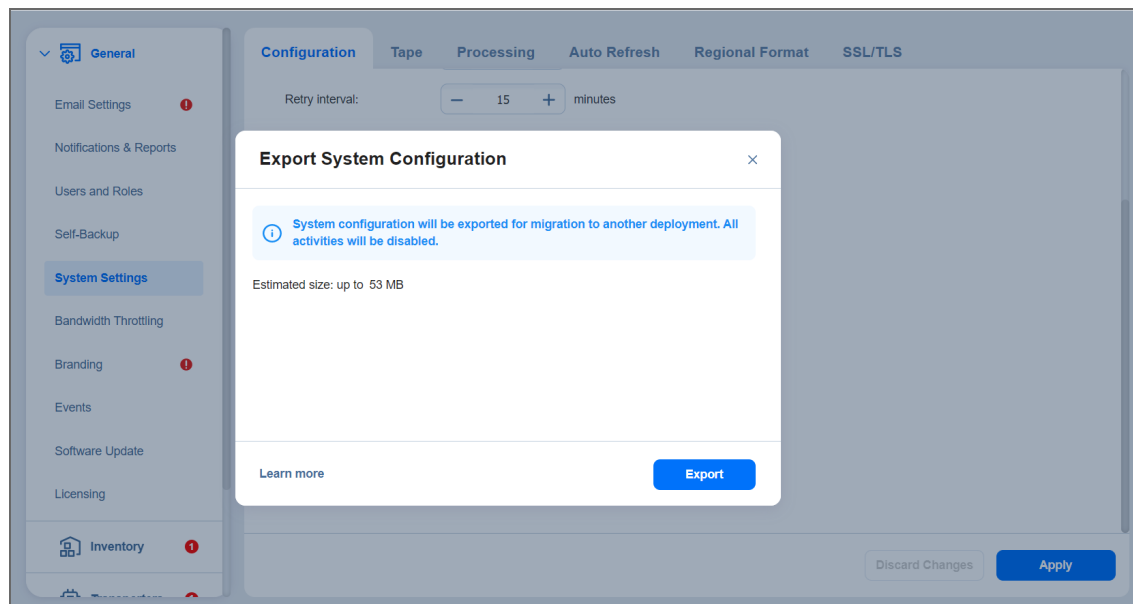 General
Configuration
Tape
Processing
Auto Refresh
Regional Format
SSL/TLS
Retry interval:
15
minutes
Email Settings
Notifications & Reports
Users and Roles
Self-Backup
System Settings
Bandwidth Throttling
Branding
Events
Software Update
Licensing
Inventory
1
Export System Configuration
System configuration will be exported for migration to another deployment. All
activities will be disabled.
Estimated size: up to 53 MB
Learn more
Export
Discard Changes
Apply